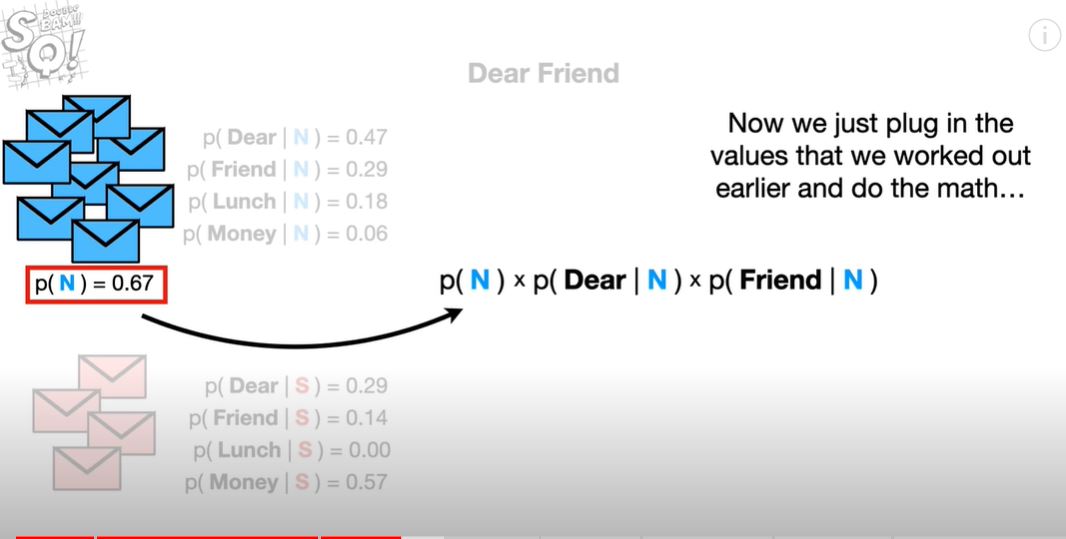 DOUBLE
BAM!!!
SQ!
Dear Friend
p( Dear | N ) = 0.47
p( Friend | N ) = 0.29
p( Lunch | N ) = 0.18
p( Money | N ) = 0.06
p( N ) = 0.67
Now we just plug in the
values that we worked out
earlier and do the math…
p( N ) x p( Dear | N ) x p( Friend | N )
p( Dear | S ) = 0.29
p( Friend | S ) = 0.14
p( Lunch | S ) = 0.00
p( Money | S ) = 0.57